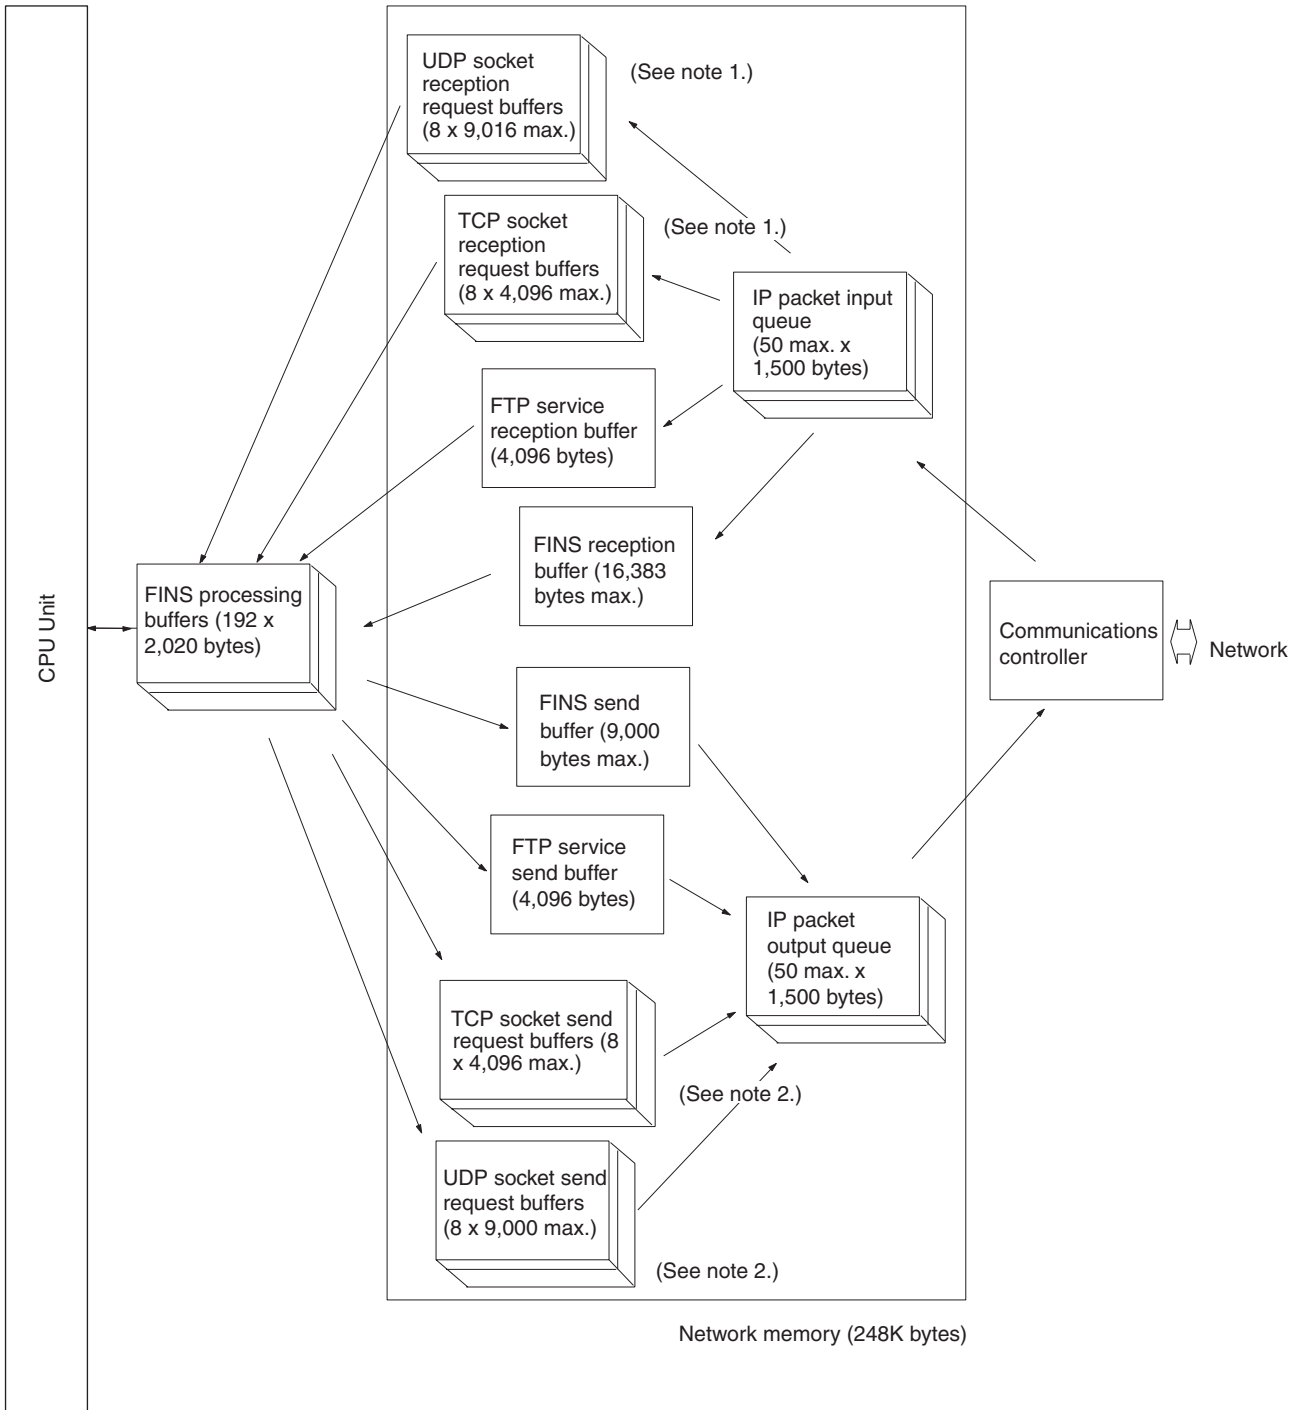 UDP socket
reception
request buffers
(8 x 9,016 max.)
(See note 1.)
TCP socket
reception
request buffers
(8 x 4,096 max.)
(See note 1.)
IP packet input
queue
(50 max. x
1,500 bytes)
FTP service
reception buffer
(4,096 bytes)
FINS reception
buffer (16,383
bytes max.)
FINS processing
buffers (192 x
2,020 bytes)
CPU Unit
Communications
controller
Network
FINS send
buffer (9,000
bytes max.)
FTP service
send buffer
(4,096 bytes)
IP packet
output queue
(50 max. x
1,500 bytes)
TCP socket send
request buffers (8
x 4,096 max.)
(See note 2.)
UDP socket send
request buffers
(8 x 9,000 max.)
(See note 2.)
Network memory (248K bytes)